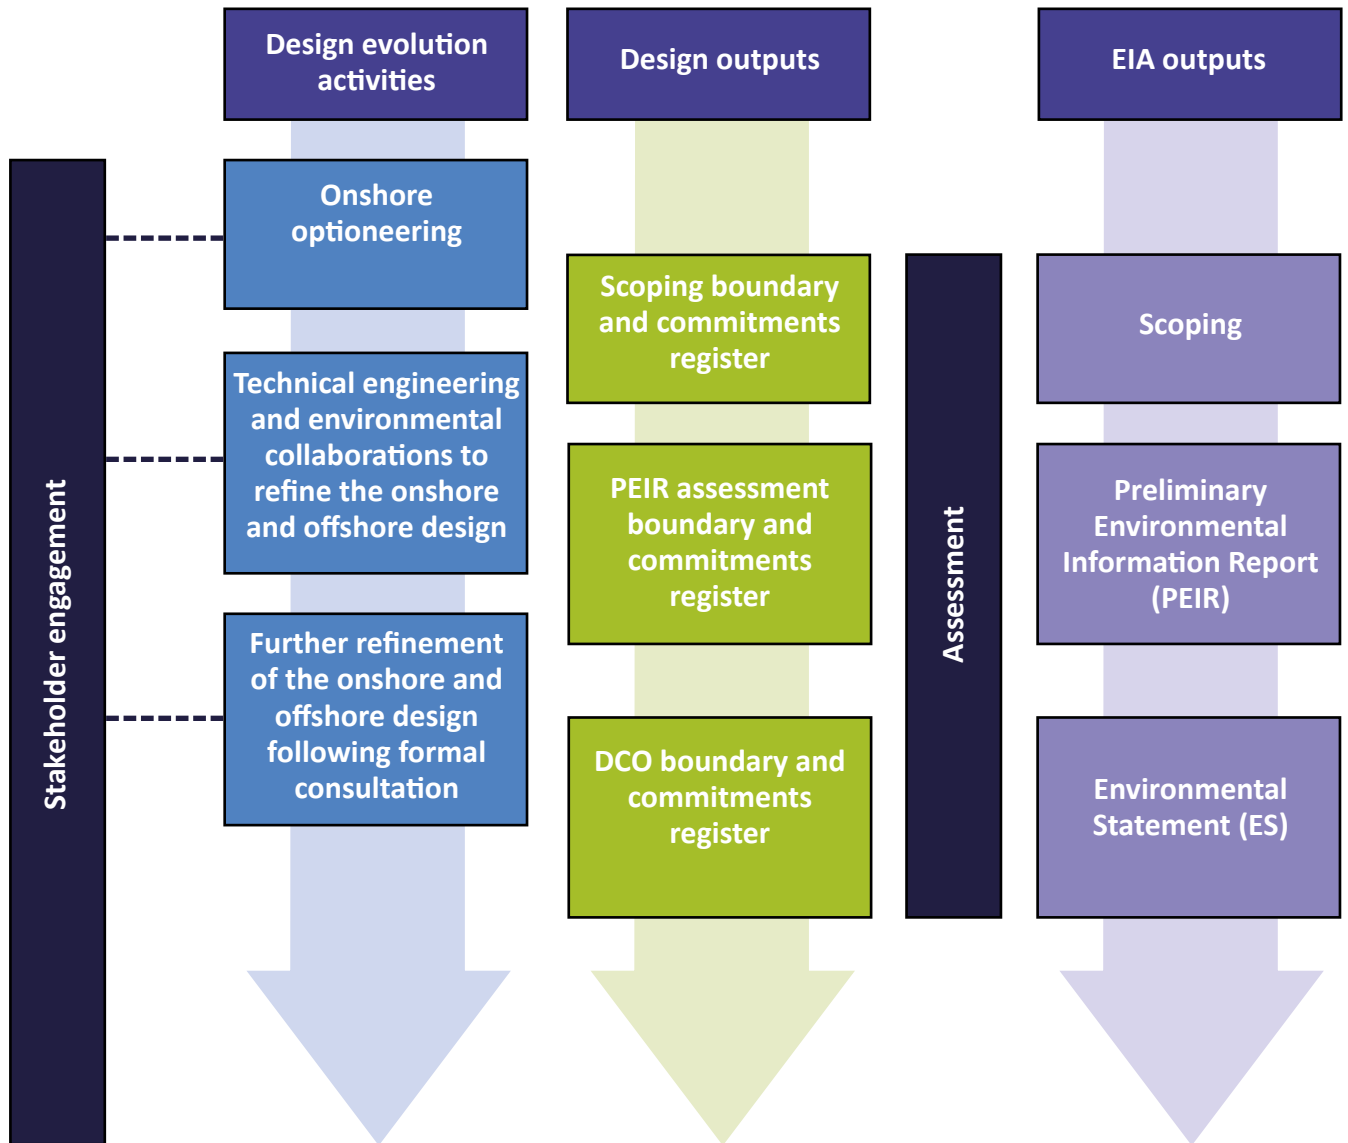 Design evolution
activities
Design outputs
EIA outputs
Stakeholder engagement
Onshore
optioneering
Technical engineering
and environmental
collaborations to
refine the onshore
and offshore design
Further refinement
of the onshore and
offshore design
following formal
consultation
Scoping boundary
and commitments
register
PEIR assessment
boundary and
commitments
register
DCO boundary and
commitments
register
Assessment
Scoping
Preliminary
Environmental
Information Report
(PEIR)
Environmental
Statement (ES)